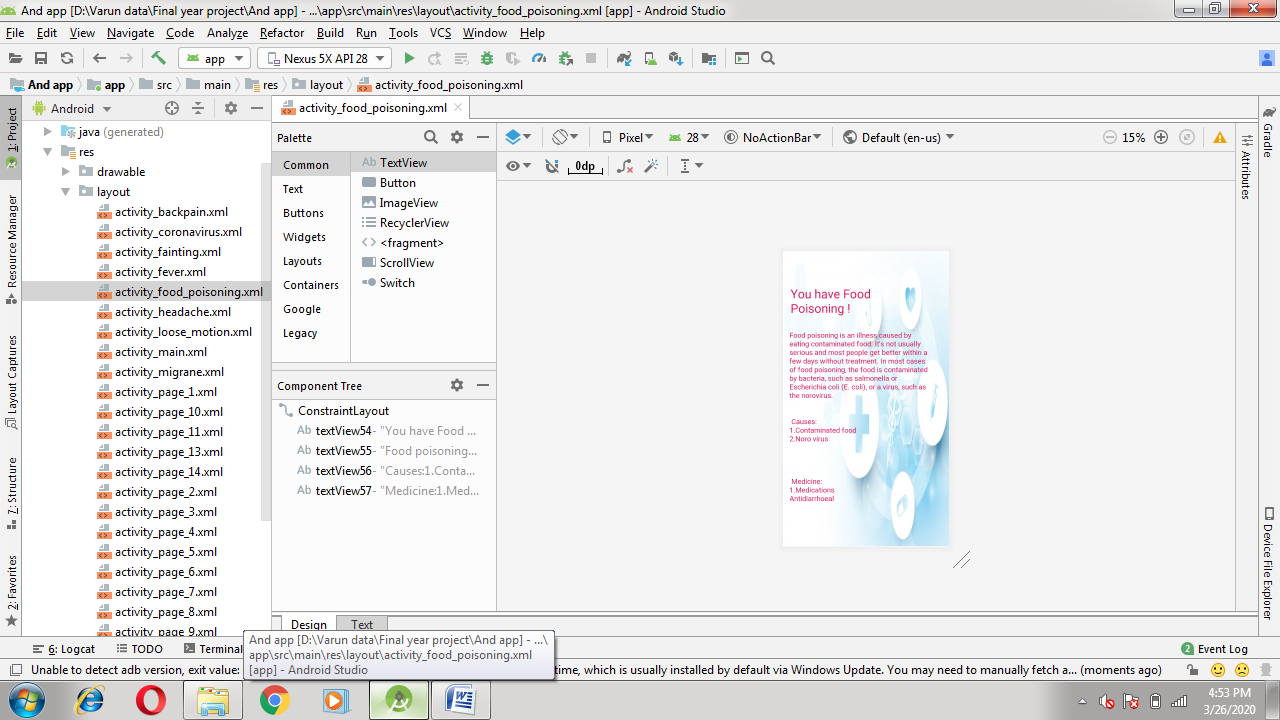 And app [D:\Varun data\Final year project\And app] - ...\app\src\main\res\layout\activity_food_poisoning.xml [app] - Android Studio
File Edit View Navigate Code Analyze Refactor Build Run Tools VCS Window Help
app Nexus 5X API 28
And app app src main res layout activity_food_poisoning.xml
1: Project
Resource Manager
Layout Captures
7: Structure
2: Favorites
Android
java (generated)
res
drawable
layout
activity_backpain.xml
activity_coronavirus.xml
activity_fainting.xml
activity_fever.xml
activity_food_poisoning.xml
activity_headache.xml
activity_loose_motion.xml
activity_main.xml
activity_migrane.xml
activity_page_1.xml
activity_page_10.xml
activity_page_11.xml
activity_page_13.xml
activity_page_14.xml
activity_page_2.xml
activity_page_3.xml
activity_page_4.xml
activity_page_5.xml
activity_page_6.xml
activity_page_7.xml
activity_page_8.xml
activity_page_9.xml
activity_food_poisoning.xml
Palette
Common
Text
Buttons
Widgets
Layouts
Containers
Google
Legacy
Ab TextView
Button
ImageView
RecyclerView
<fragment>
ScrollView
Switch
Component Tree
ConstraintLayout
Ab textView54- "You have Food ...
Ab textView55- "Food poisoning...
Ab textView56- "Causes:1.Conta...
Ab textView57- "Medicine:1.Med...
Pixel 28 NoActionBar Default (en-us) 15%
0dp
You have Food
Poisoning !
Food poisoning is an illness caused by
eating contaminated food. It's not usually
serious and most people get better within a
few days without treatment. In most cases
of food poisoning, the food is contaminated
by bacteria, such as salmonella or
Escherichia coli (E. coli), or a virus, such as
the norovirus.
Causes:
1.Contaminated food
2.Noro virus
Medicine:
1.Medications
Antidiarrhoeal
Gradle
Attributes
Device File Explorer
Design Text
6: Logcat TODO Terminal
2 Event Log
And app [D:\Varun data\Final year project\And app] - ...\
app\src\main\res\layout\activity_food_poisoning.xml
[app] - Android Studio
Unable to detect adb version, exit value: time, which is usually installed by default via Windows Update. You may need to manually fetch a... (moments ago)
4:53 PM
3/26/2020